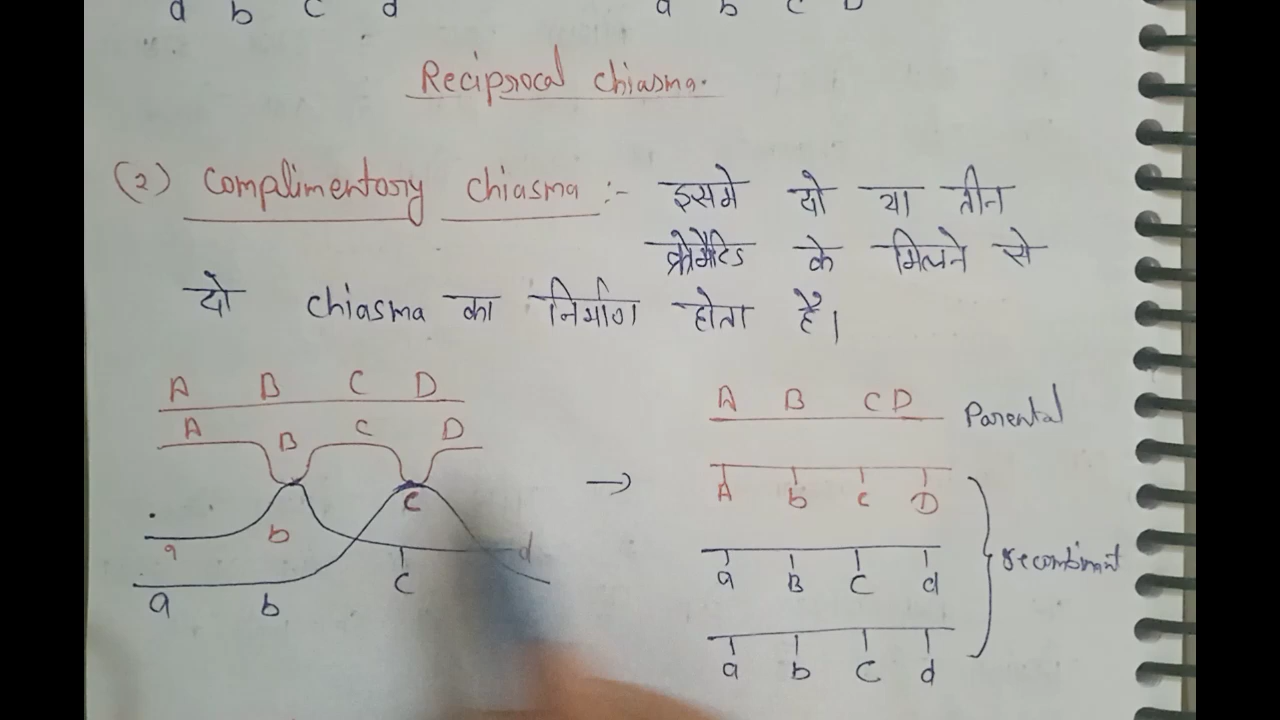 a b c d
a b c D
Reciprocal chiasma.
(2) Complimentory chiasma :- इसमे दो या तीन
क्रोमैटिड के मिलने से
दो chiasma का निर्माण होता है।
A B C D
A B C D
a b c d
a b c
→
A B C D Parental
A b c D
a B C d
a b C d
recombinant